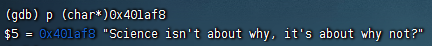 (gdb) p (char*)0x401af8
$5 = 0x401af8 "Science isn't about why, it's about why not?"